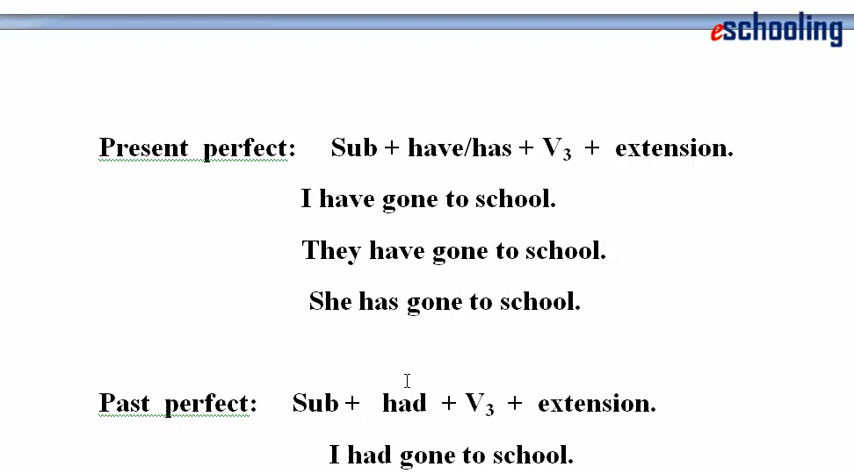 eschooling
Present perfect: Sub + have/has + V₃ + extension.
I have gone to school.
They have gone to school.
She has gone to school.
Past perfect: Sub + had + V₃ + extension.
I had gone to school.